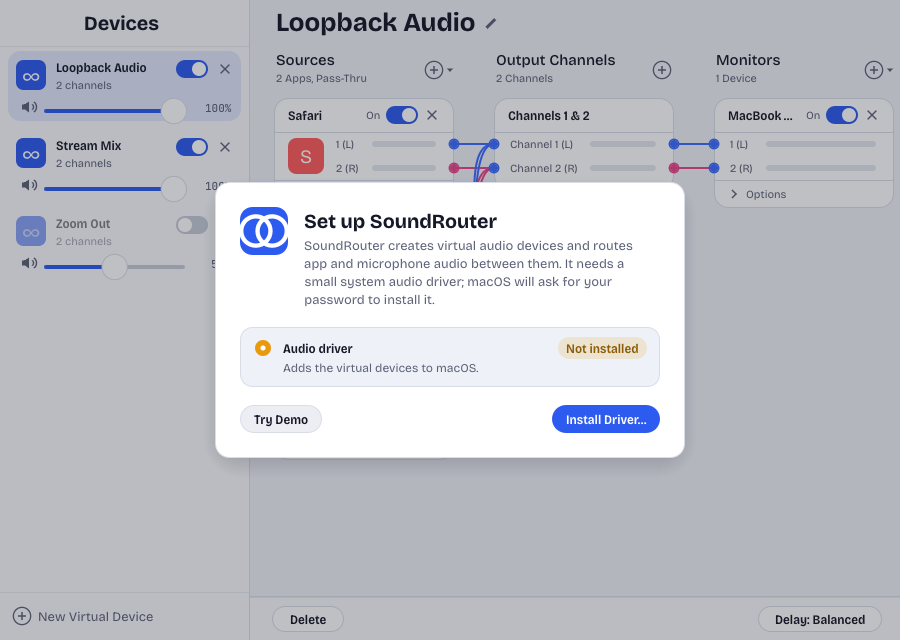 Devices
Loopback Audio
2 channels
100%
Stream Mix
2 channels
Zoom Out
2 channels
New Virtual Device
Loopback Audio
Sources
2 Apps, Pass-Thru
Output Channels
2 Channels
Monitors
1 Device
Safari
On
S
1 (L)
2 (R)
Channels 1 & 2
Channel 1 (L)
Channel 2 (R)
MacBook ...
On
1 (L)
2 (R)
Options
Set up SoundRouter
SoundRouter creates virtual audio devices and routes
app and microphone audio between them. It needs a
small system audio driver; macOS will ask for your
password to install it.
Audio driver
Not installed
Adds the virtual devices to macOS.
Try Demo
Install Driver...
Delete
Delay: Balanced